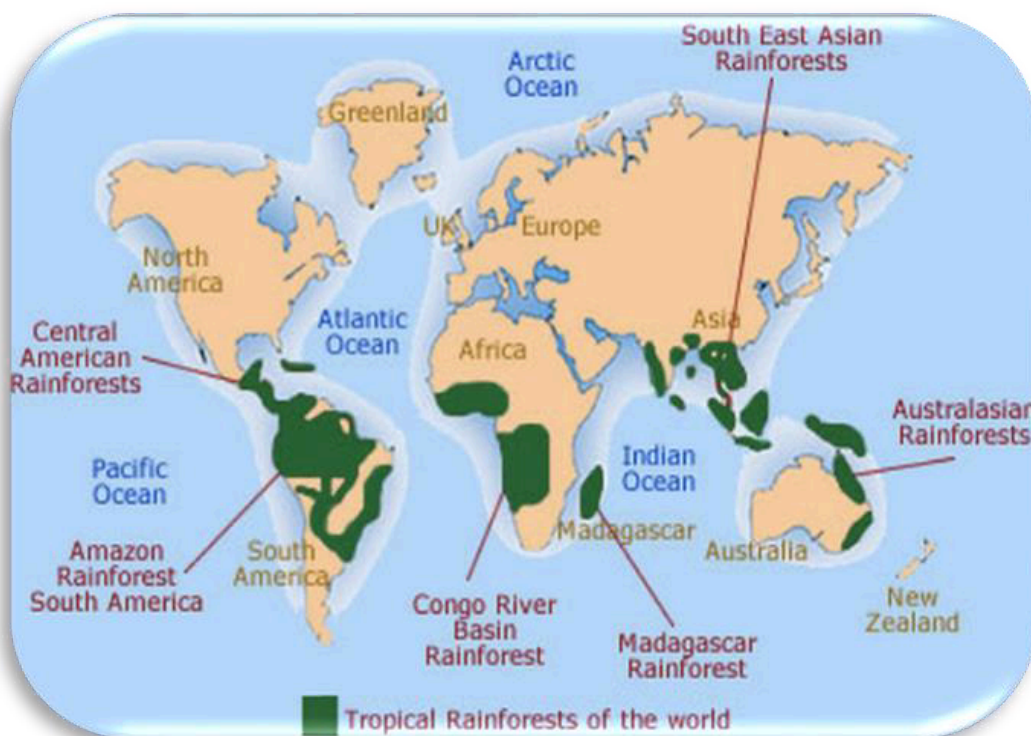 South East Asian
Rainforests
Arctic
Ocean
Greenland
UK
Europe
North
America
Atlantic
Ocean
Asia
Central
American
Rainforests
Africa
Australasian
Rainforests
Pacific
Ocean
Indian
Ocean
Madagascar
Australia
Amazon
Rainforest
South America
South
America
Congo River
Basin
Rainforest
Madagascar
Rainforest
New
Zealand
Tropical Rainforests of the world